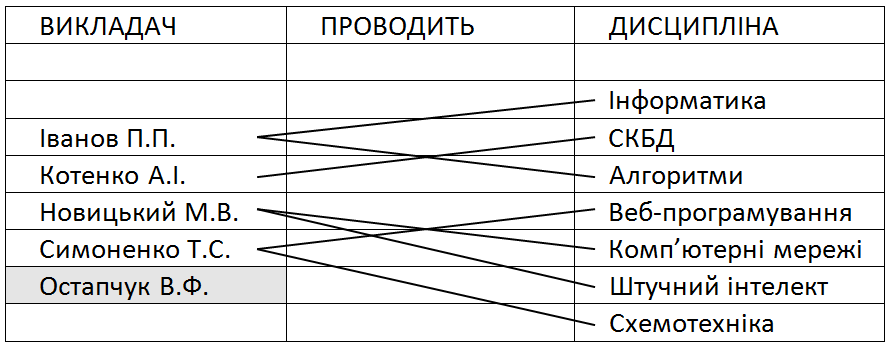 ВИКЛАДАЧ ПРОВОДИТЬ ДИСЦИПЛІНА
Інформатика
Іванов П.П. СКБД
Котенко А.І. Алгоритми
Новицький М.В. Веб-програмування
Симоненко Т.С. Комп’ютерні мережі
Остапчук В.Ф. Штучний інтелект
Схемотехніка